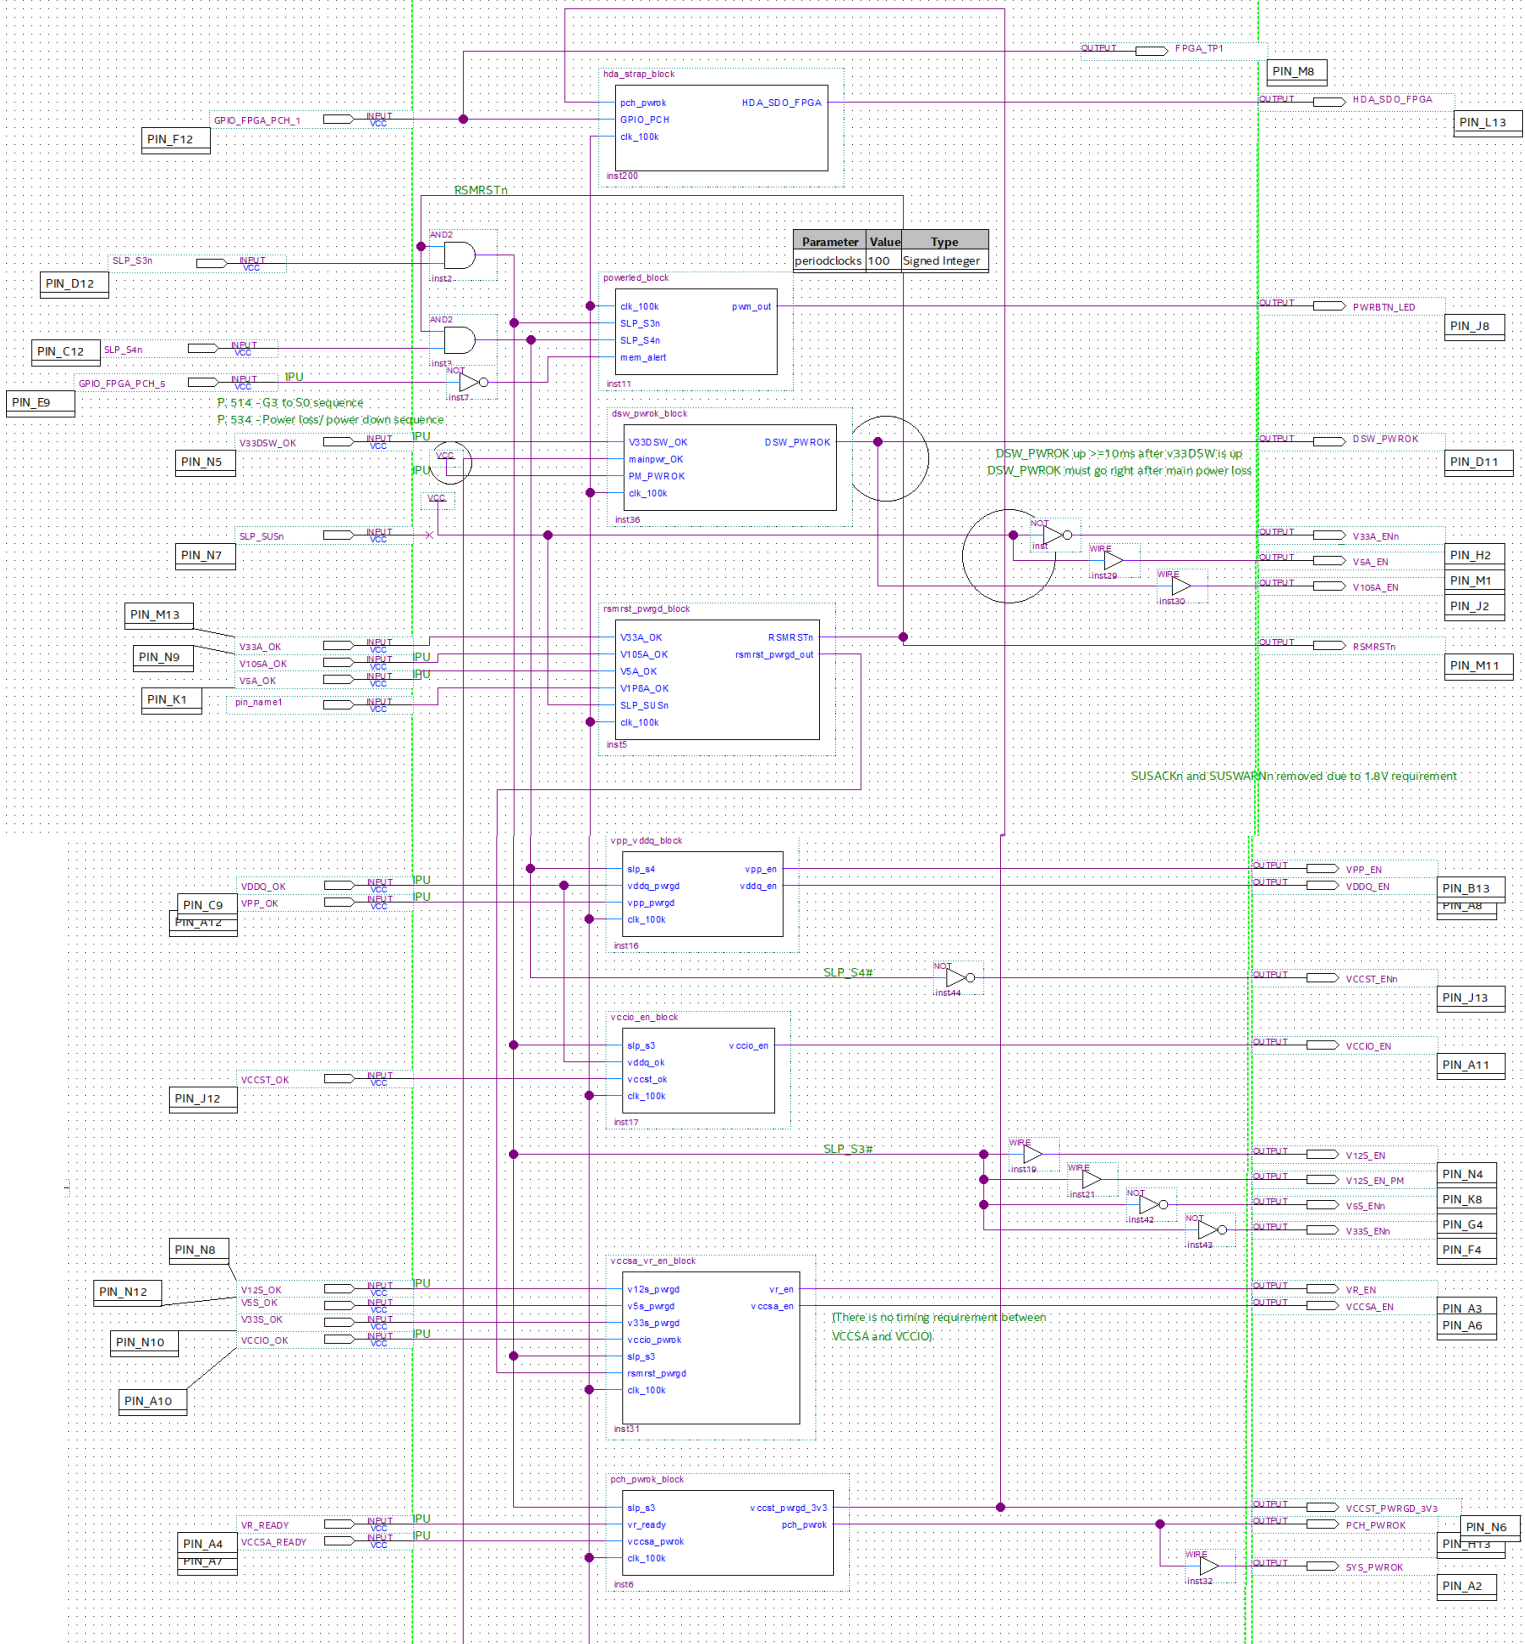 OUTPUT
FPGA_TP1
PIN_M8
hda_strap_block
pch_pwrok
HDA_SDO_FPGA
OUTPUT
HDA_SDO_FPGA
PIN_L13
GPIO_FPGA_PCH_1
INPUT
VCC
GPIO_PCH
PIN_F12
clk_100k
inst200
RSMRSTn
AND2
Parameter Value Type
periodclocks 100 Signed Integer
SLP_S3n
INPUT
VCC
inst2
PIN_D12
powerled_block
clk_100k
pwm_out
OUTPUT
PWRBTN_LED
PIN_J8
AND2
SLP_S3n
SLP_S4n
PIN_C12
SLP_S4n
INPUT
VCC
inst3
mem_alert
NOT
inst7
inst11
GPIO_FPGA_PCH_5
INPUT
VCC
IPU
PIN_E9
P. 514 - G3 to S0 sequence
P. 534 - Power loss/ power down sequence
dsw_pwrok_block
V33DSW_OK
INPUT
VCC
IPU
V33DSW_OK
DSW_PWROK
OUTPUT
DSW_PWROK
PIN_N5
VCC
mainpwr_OK
DSW_PWROK up >=10ms after v33DSW is up
PIN_D11
IPU
PM_PWROK
DSW_PWROK must go right after main power loss
VCC
clk_100k
inst36
SLP_SUSn
INPUT
VCC
PIN_N7
NOT
inst
OUTPUT
V33A_ENn
PIN_H2
WIRE
inst29
OUTPUT
V5A_EN
PIN_M1
WIRE
inst30
OUTPUT
V105A_EN
PIN_J2
PIN_M13
rsmrst_pwrgd_block
V33A_OK
INPUT
VCC
V33A_OK
RSMRSTn
OUTPUT
RSMRSTn
PIN_M11
PIN_N9
V105A_OK
INPUT
VCC
IPU
V105A_OK
rsmrst_pwrgd_out
V5A_OK
INPUT
VCC
IPU
V5A_OK
PIN_K1
pin_name1
INPUT
VCC
V1P8A_OK
SLP_SUSn
clk_100k
inst5
SUSACKn and SUSWARNn removed due to 1.8V requirement
vpp_vddq_block
slp_s4
vpp_en
OUTPUT
VPP_EN
VDDQ_OK
INPUT
VCC
IPU
vddq_pwrgd
vddq_en
OUTPUT
VDDQ_EN
PIN_B13
PIN_A8
PIN_C9
PIN_A12
VPP_OK
INPUT
VCC
IPU
vpp_pwrgd
clk_100k
inst16
SLP_S4#
NOT
inst44
OUTPUT
VCCST_ENn
PIN_J13
vccio_en_block
slp_s3
vccio_en
OUTPUT
VCCIO_EN
PIN_A11
vddq_ok
VCCST_OK
INPUT
VCC
vccst_ok
PIN_J12
clk_100k
inst17
SLP_S3#
WIRE
inst19
OUTPUT
V12S_EN
PIN_N4
WIRE
inst21
OUTPUT
V12S_EN_PM
PIN_K8
NOT
inst42
OUTPUT
V5S_ENn
PIN_G4
NOT
inst43
OUTPUT
V33S_ENn
PIN_F4
PIN_N8
vccsa_vr_en_block
V12S_OK
INPUT
VCC
IPU
v12s_pwrgd
vr_en
OUTPUT
VR_EN
PIN_A3
PIN_N12
V5S_OK
INPUT
VCC
v5s_pwrgd
vccsa_en
OUTPUT
VCCSA_EN
PIN_A6
V33S_OK
INPUT
VCC
v33s_pwrgd
(There is no timing requirement between
VCCSA and VCCIO)
PIN_N10
VCCIO_OK
INPUT
VCC
IPU
vccio_pwrok
slp_s3
rsmrst_pwrgd
clk_100k
PIN_A10
inst31
pch_pwrok_block
slp_s3
vccst_pwrgd_3v3
OUTPUT
VCCST_PWRGD_3V3
VR_READY
INPUT
VCC
IPU
vr_ready
pch_pwrok
OUTPUT
PCH_PWROK
PIN_N6
PIN_H13
PIN_A4
PIN_A7
VCCSA_READY
INPUT
VCC
IPU
vccsa_pwrok
clk_100k
inst6
WIRE
inst32
OUTPUT
SYS_PWROK
PIN_A2